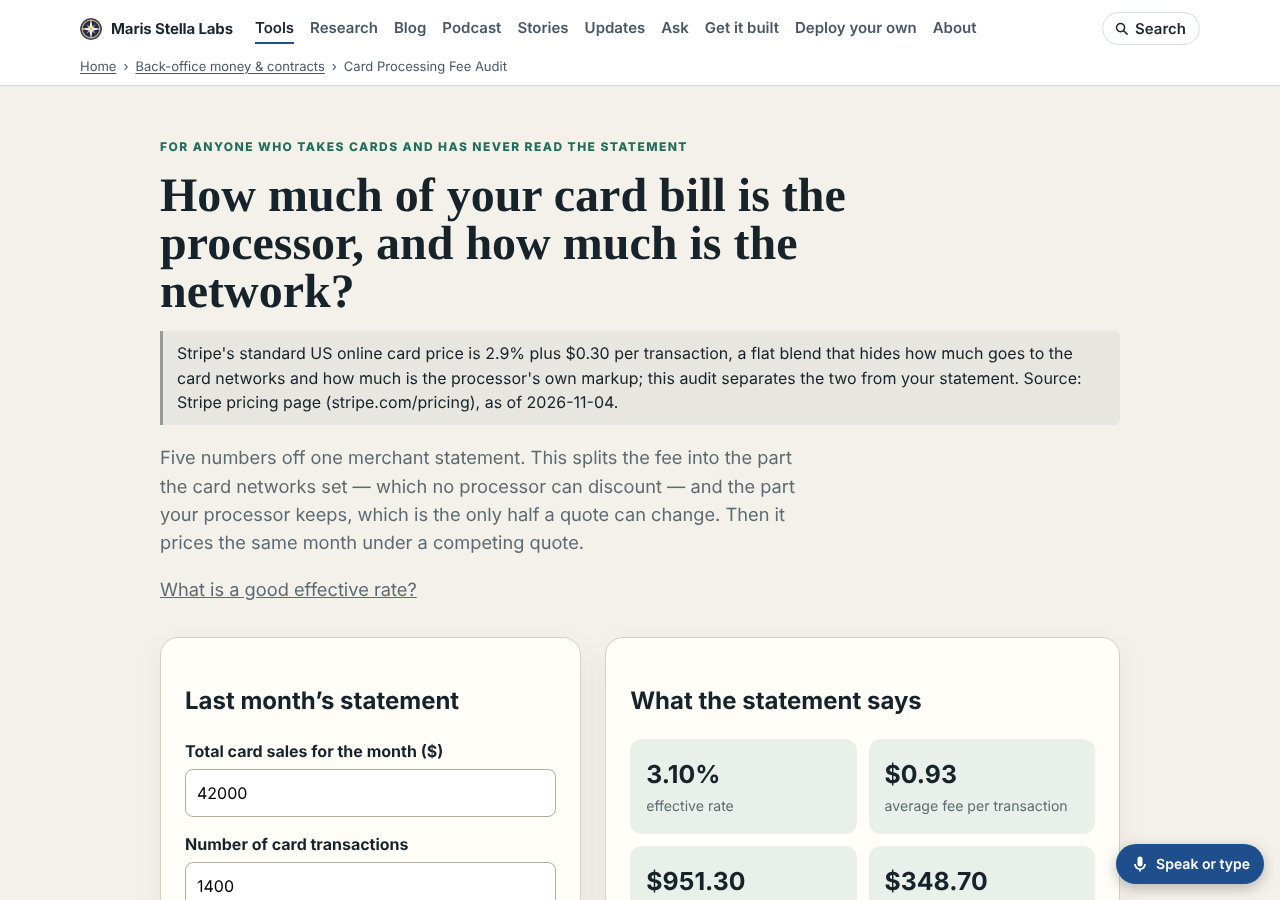 Maris Stella Labs
Tools
Research
Blog
Podcast
Stories
Updates
Ask
Get it built
Deploy your own
About
Search
Home › Back-office money & contracts › Card Processing Fee Audit
FOR ANYONE WHO TAKES CARDS AND HAS NEVER READ THE STATEMENT
How much of your card bill is the
processor, and how much is the
network?
Stripe's standard US online card price is 2.9% plus $0.30 per transaction, a flat blend that hides how much goes to the
card networks and how much is the processor's own markup; this audit separates the two from your statement. Source:
Stripe pricing page (stripe.com/pricing), as of 2026-11-04.
Five numbers off one merchant statement. This splits the fee into the part
the card networks set — which no processor can discount — and the part
your processor keeps, which is the only half a quote can change. Then it
prices the same month under a competing quote.
What is a good effective rate?
Last month’s statement
Total card sales for the month ($)
42000
Number of card transactions
1400
What the statement says
3.10%
effective rate
$0.93
average fee per transaction
$951.30
$348.70
Speak or type